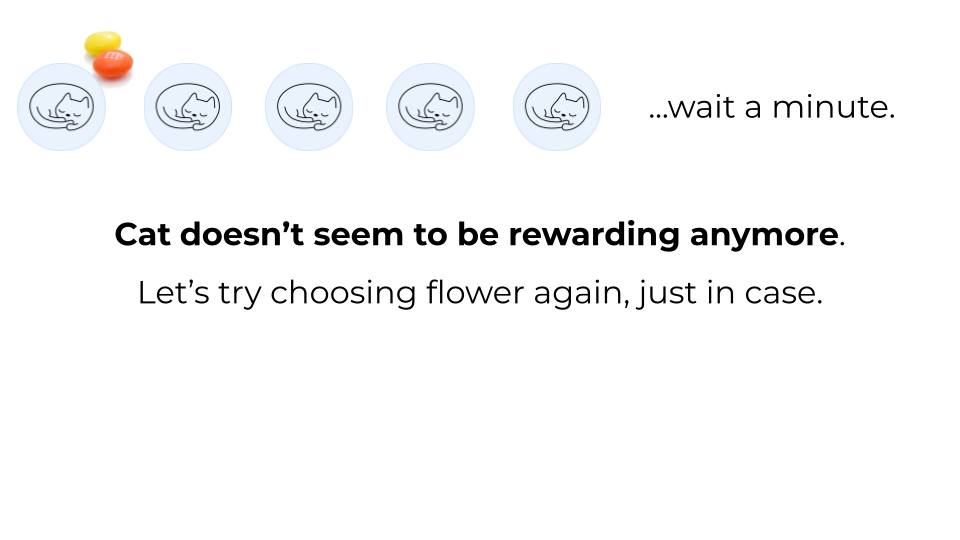 ...wait a minute.
Cat doesn’t seem to be rewarding anymore.
Let’s try choosing flower again, just in case.